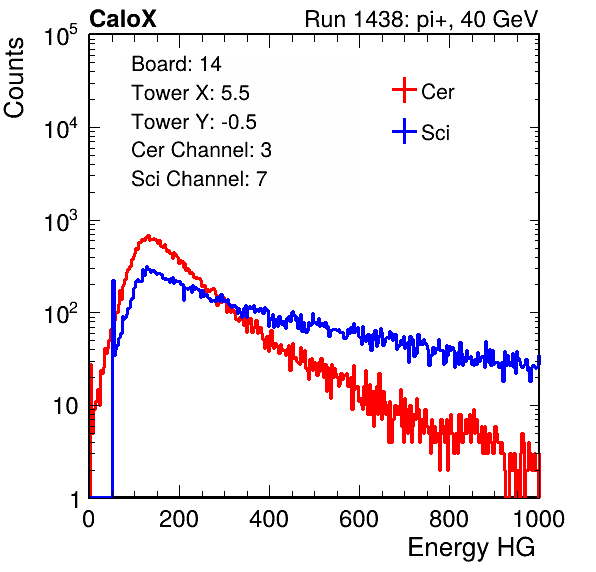 CaloX Run 1438: pi+, 40 GeV
Counts
Board: 14
Tower X: 5.5
Tower Y: -0.5
Cer Channel: 3
Sci Channel: 7
Cer
Sci
10^5
10^4
10^3
10^2
10
1
0 200 400 600 800 1000
Energy HG